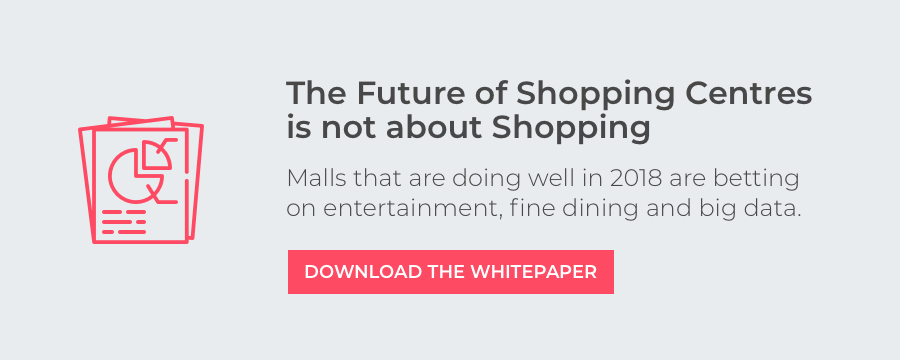 The Future of Shopping Centres
is not about Shopping
Malls that are doing well in 2018 are betting
on entertainment, fine dining and big data.
DOWNLOAD THE WHITEPAPER